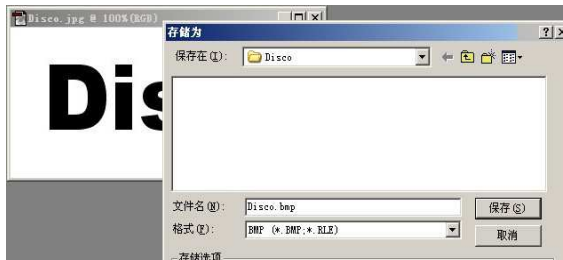 Disco.jpg @ 100%(RGB)
Dis
存储为
保存在(I):
Disco
文件名(N):
Disco.bmp
保存(S)
格式(F):
BMP (*.BMP;*.RLE)
取消
存储选项